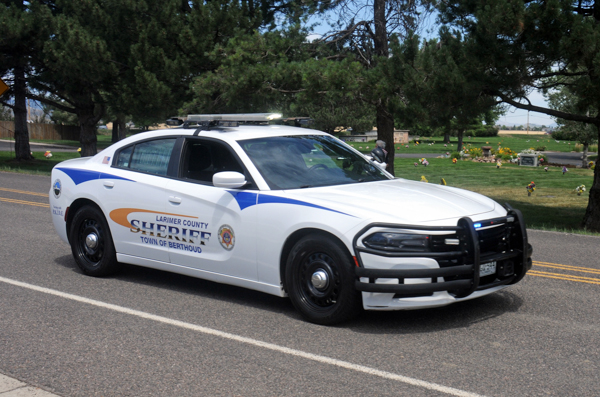 LARIMER COUNTY
SHERIFF
TOWN OF BERTHOUD